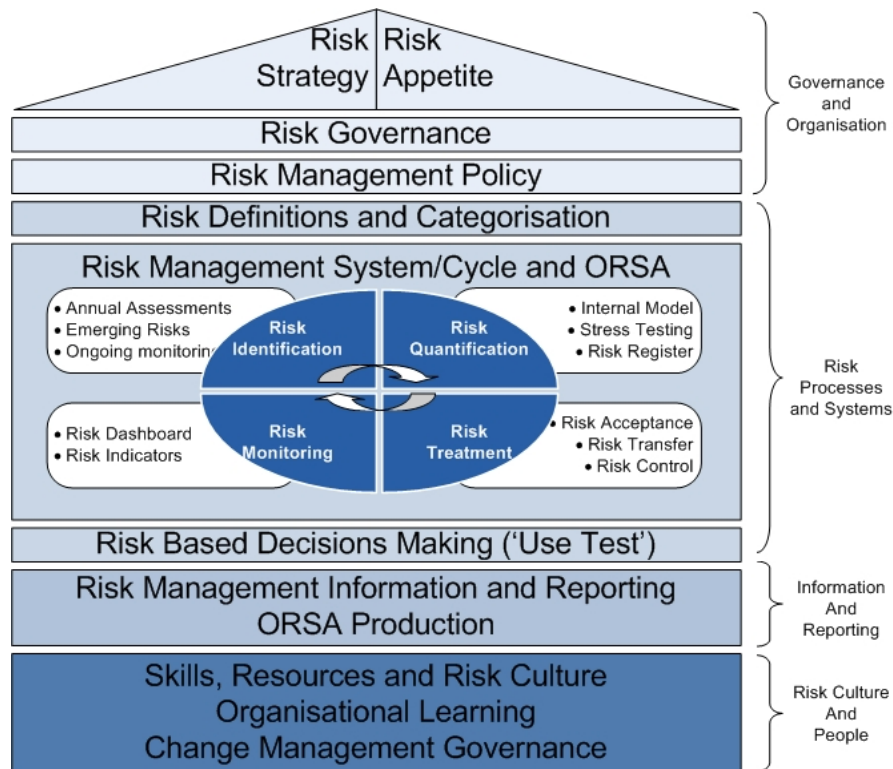 Risk Strategy
Risk Appetite
Risk Governance
Risk Management Policy
Governance
and
Organisation
Risk Definitions and Categorisation
Risk Management System/Cycle and ORSA
• Annual Assessments
• Emerging Risks
• Ongoing monitoring
Risk
Identification
Risk
Quantification
• Internal Model
• Stress Testing
• Risk Register
• Risk Dashboard
• Risk Indicators
Risk
Monitoring
Risk
Treatment
• Risk Acceptance
• Risk Transfer
• Risk Control
Risk Based Decisions Making (‘Use Test’)
Risk
Processes
and Systems
Risk Management Information and Reporting
ORSA Production
Information
And
Reporting
Skills, Resources and Risk Culture
Organisational Learning
Change Management Governance
Risk Culture
And
People